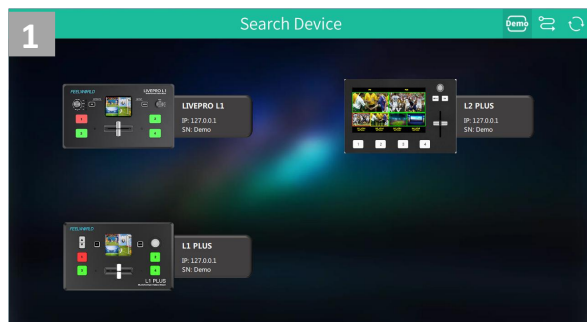 1
Search Device
Demo
FEELWORLD
LIVEPRO L1
LIVEPRO L1
IP: 127.0.0.1
SN: Demo
L2 PLUS
IP: 127.0.0.1
SN: Demo
1 2 3 4
FEELWORLD
L1 PLUS
IP: 127.0.0.1
SN: Demo
L1 PLUS